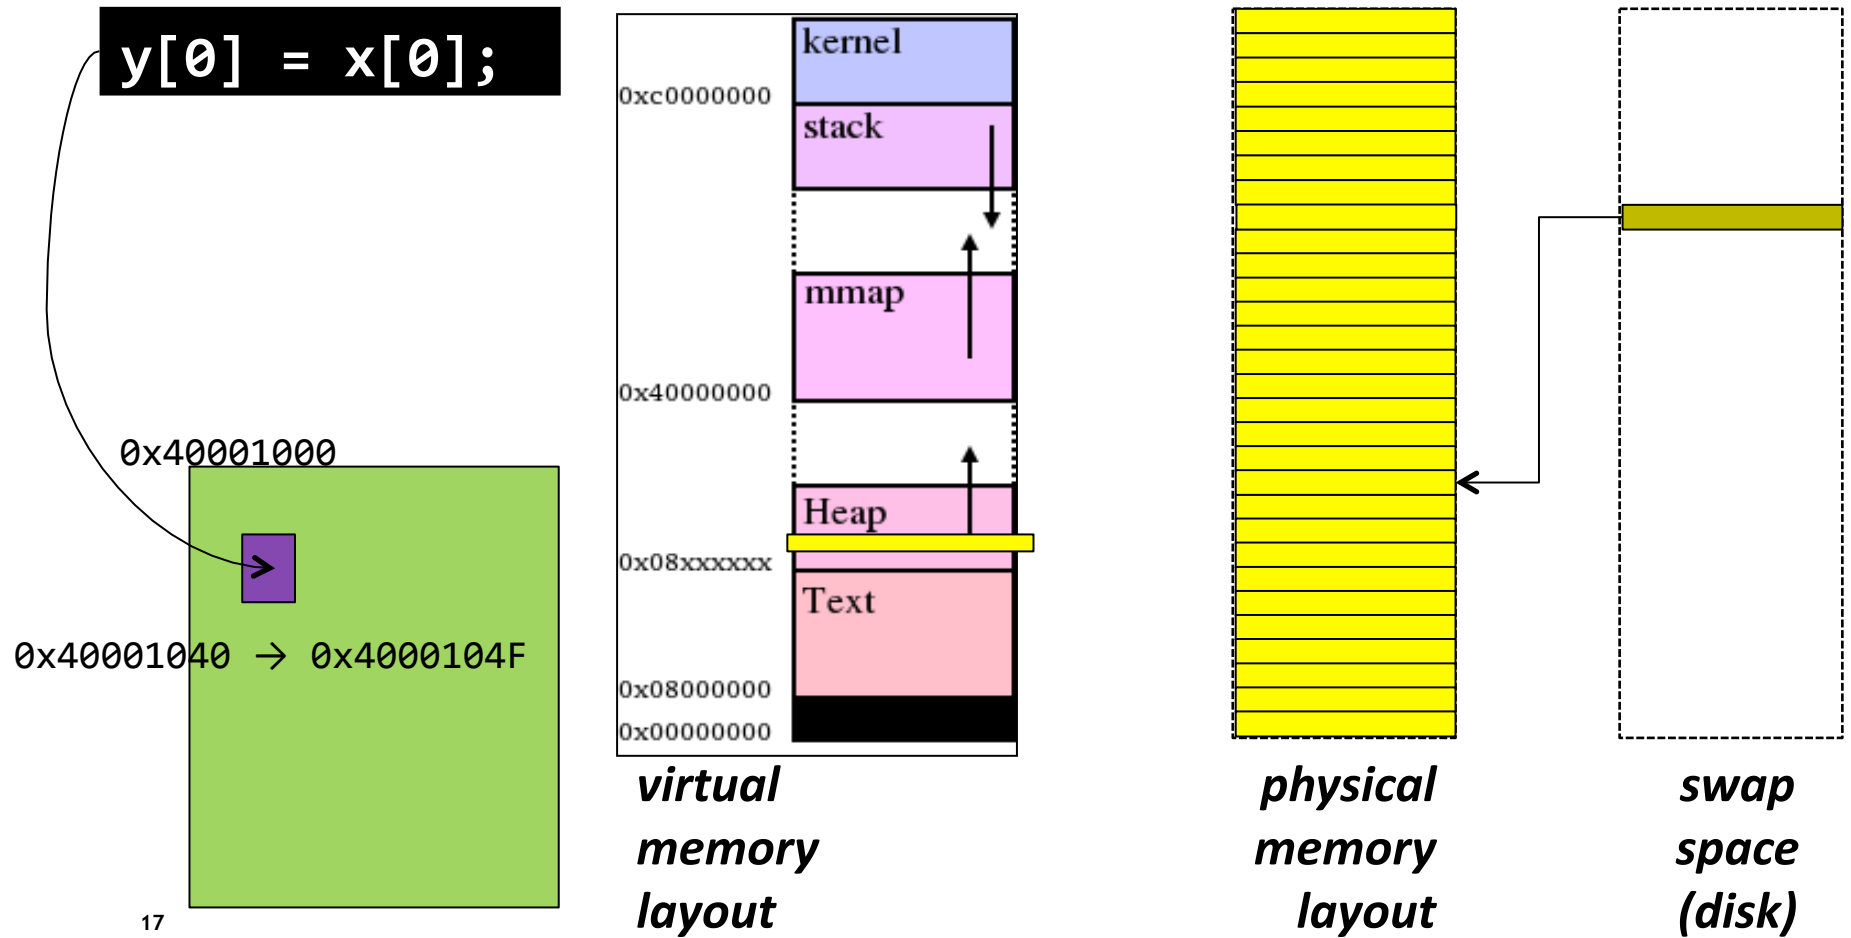 y[0] = x[0];
0x40001000
0x40001040 → 0x4000104F
17
kernel
0xc0000000
stack
mmap
0x40000000
Heap
0x08xxxxxx
Text
0x08000000
0x00000000
virtual
memory
layout
physical
memory
layout
swap
space
(disk)